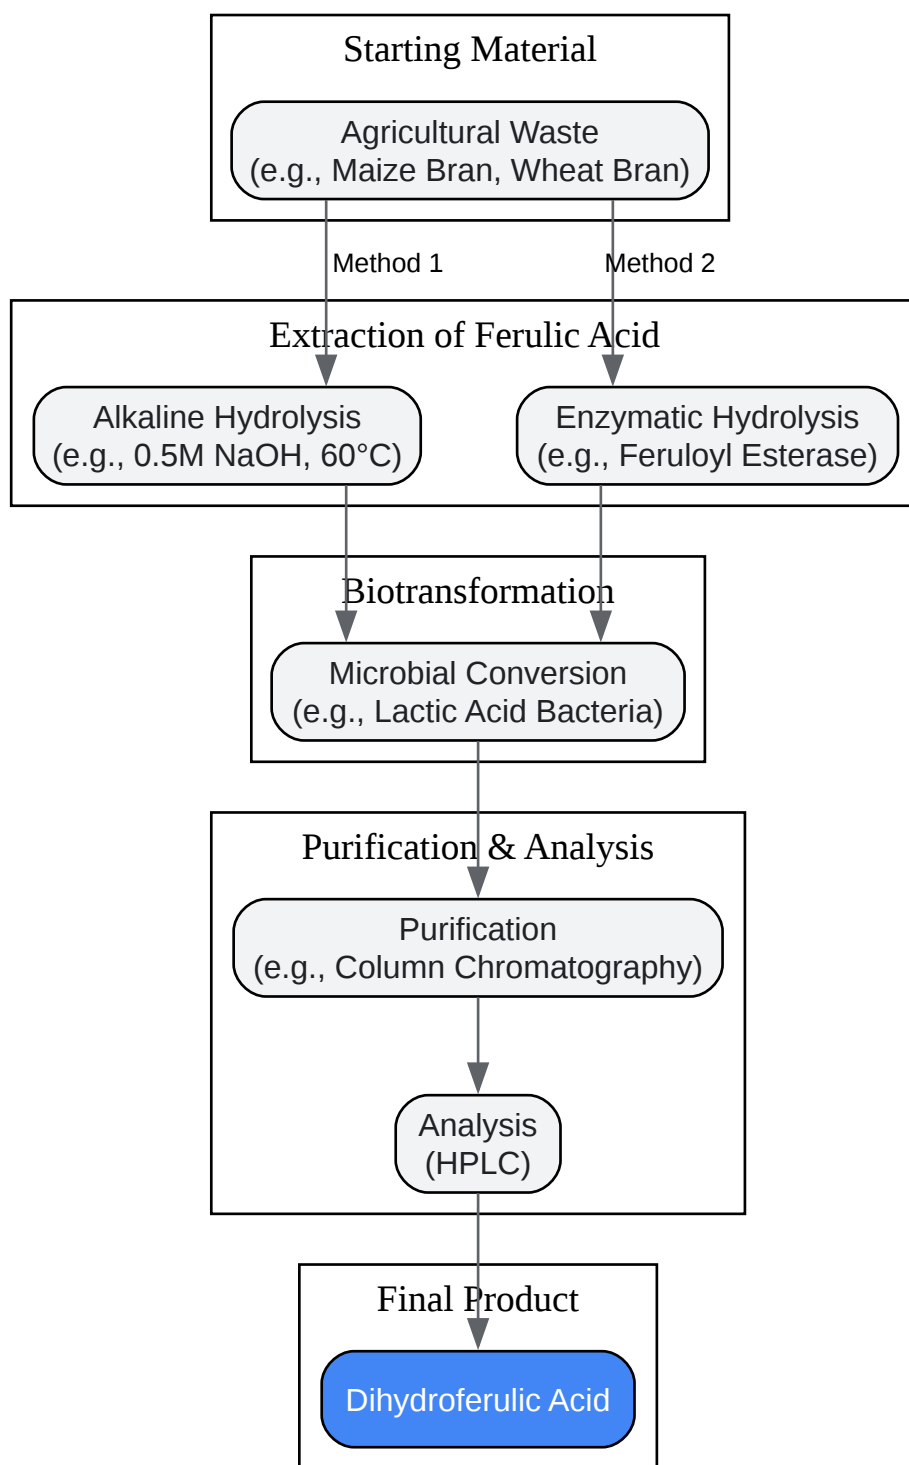 Starting Material
Agricultural Waste
(e.g., Maize Bran, Wheat Bran)
Method 1
Method 2
Extraction of Ferulic Acid
Alkaline Hydrolysis
(e.g., 0.5M NaOH, 60°C)
Enzymatic Hydrolysis
(e.g., Feruloyl Esterase)
Biotransformation
Microbial Conversion
(e.g., Lactic Acid Bacteria)
Purification & Analysis
Purification
(e.g., Column Chromatography)
Analysis
(HPLC)
Final Product
Dihydroferulic Acid